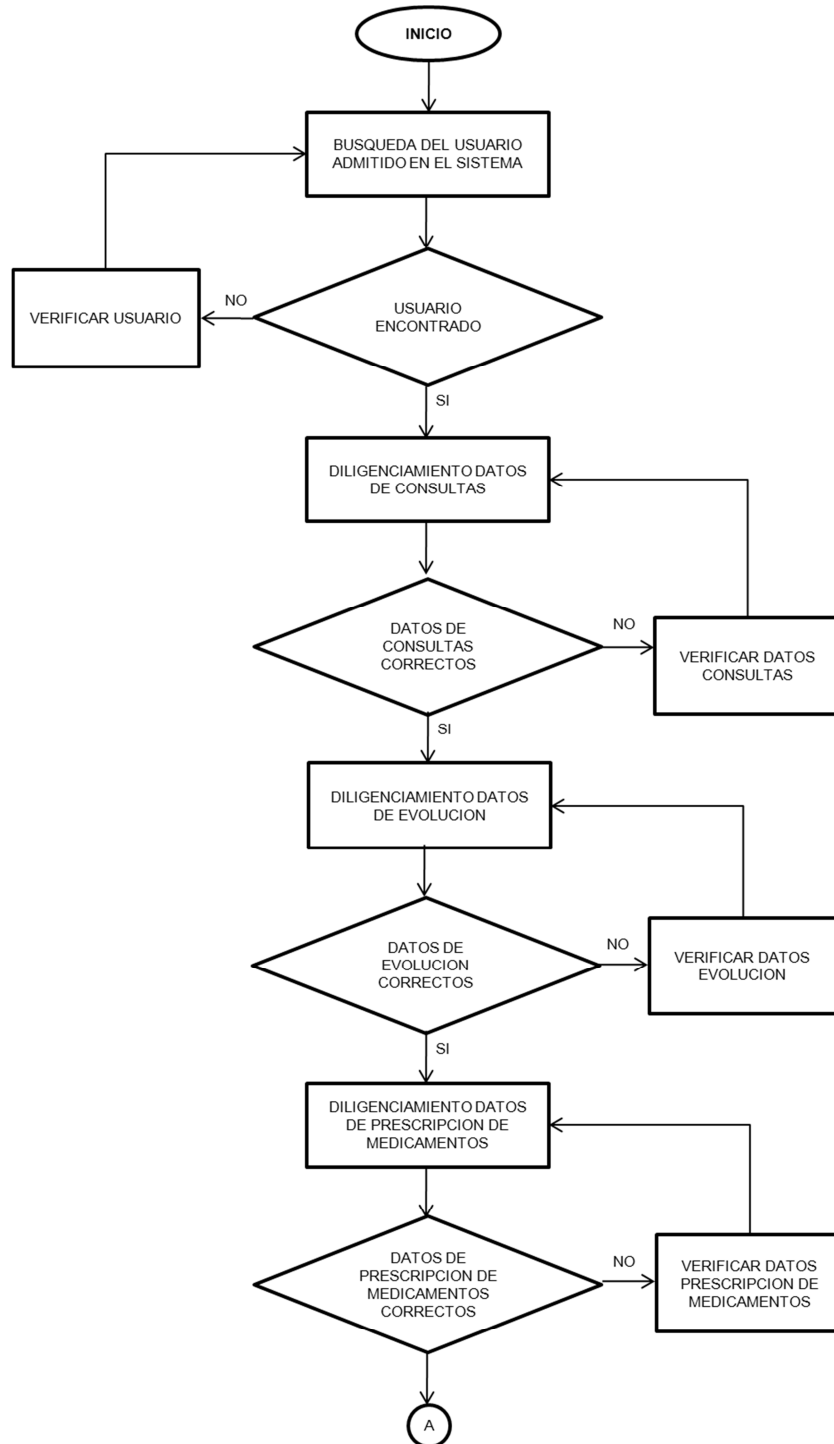 INICIO
BUSQUEDA DEL USUARIO
ADMITIDO EN EL SISTEMA
VERIFICAR USUARIO
NO
USUARIO
ENCONTRADO
SI
DILIGENCIAMIENTO DATOS
DE CONSULTAS
DATOS DE
CONSULTAS
CORRECTOS
NO
VERIFICAR DATOS
CONSULTAS
SI
DILIGENCIAMIENTO DATOS
DE EVOLUCION
DATOS DE
EVOLUCION
CORRECTOS
NO
VERIFICAR DATOS
EVOLUCION
SI
DILIGENCIAMIENTO DATOS
DE PRESCRIPCION DE
MEDICAMENTOS
DATOS DE
PRESCRIPCION DE
MEDICAMENTOS
CORRECTOS
NO
VERIFICAR DATOS
PRESCRIPCION DE
MEDICAMENTOS
A